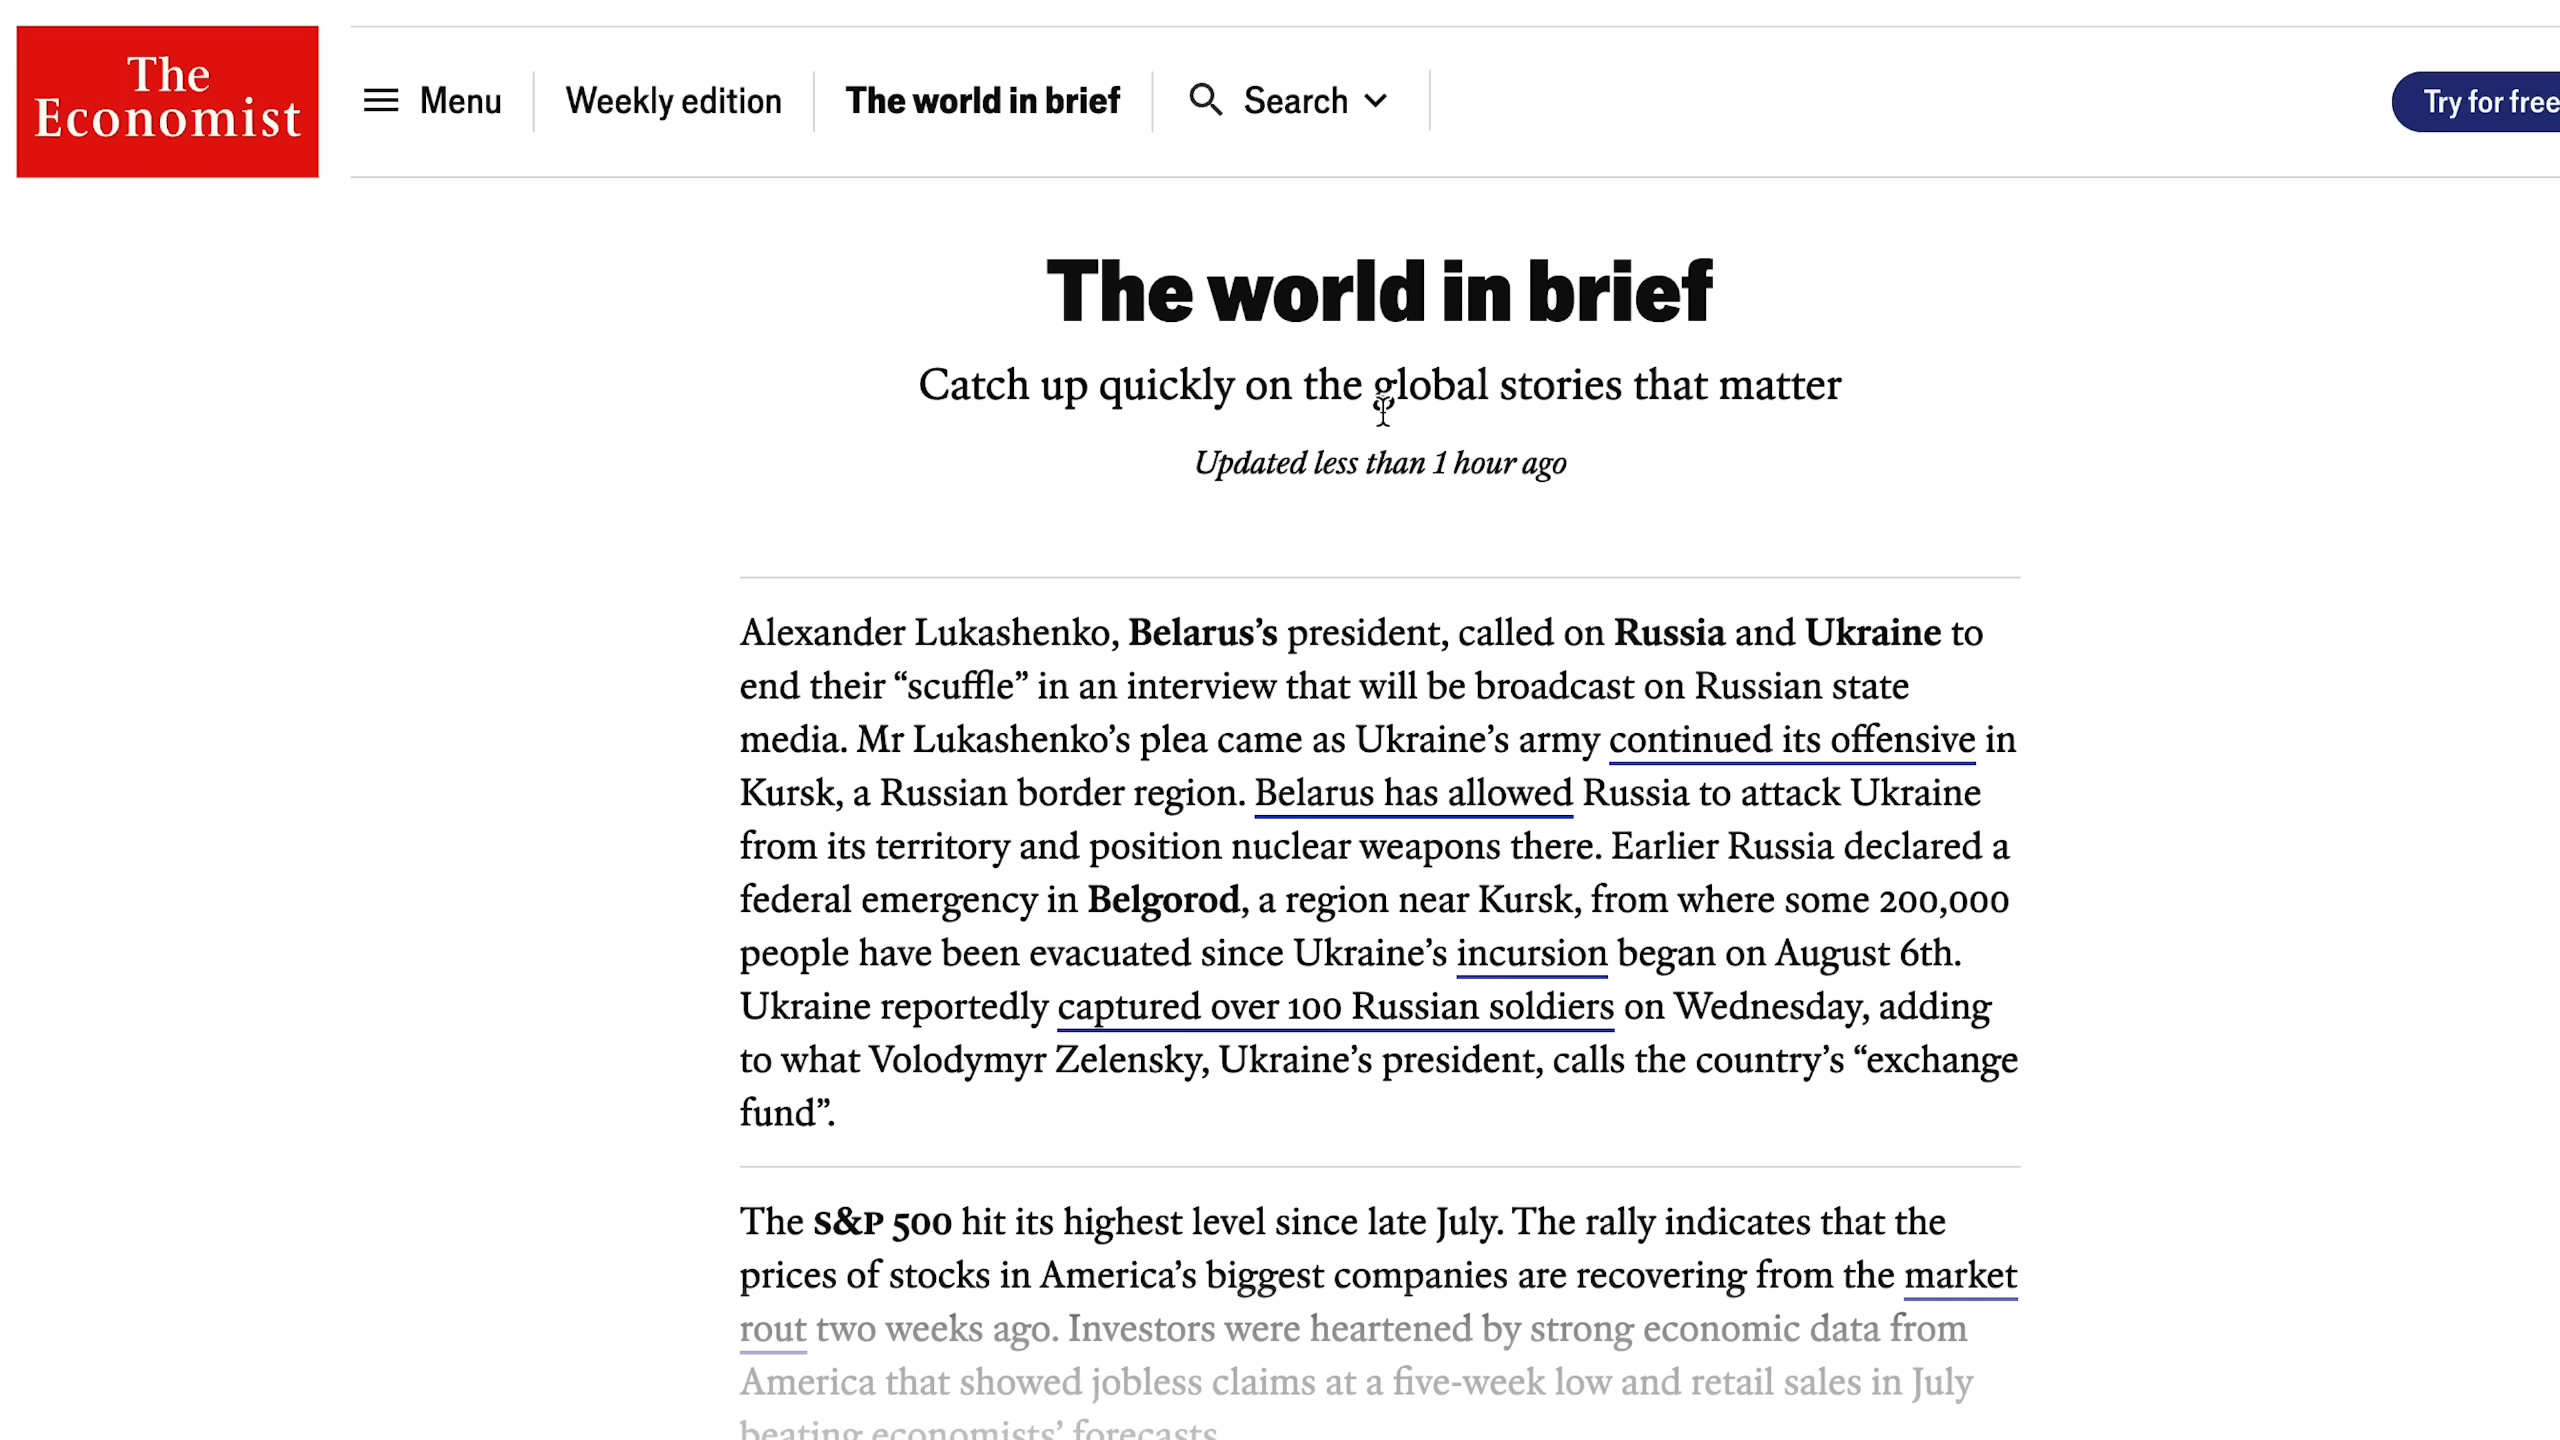 The
Economist
Menu
Weekly edition
The world in brief
Search
Try for free
The world in brief
Catch up quickly on the global stories that matter
Updated less than 1 hour ago
Alexander Lukashenko, Belarus’s president, called on Russia and Ukraine to
end their “scuffle” in an interview that will be broadcast on Russian state
media. Mr Lukashenko’s plea came as Ukraine’s army continued its offensive in
Kursk, a Russian border region. Belarus has allowed Russia to attack Ukraine
from its territory and position nuclear weapons there. Earlier Russia declared a
federal emergency in Belgorod, a region near Kursk, from where some 200,000
people have been evacuated since Ukraine’s incursion began on August 6th.
Ukraine reportedly captured over 100 Russian soldiers on Wednesday, adding
to what Volodymyr Zelensky, Ukraine’s president, calls the country’s “exchange
fund”.
The S&P 500 hit its highest level since late July. The rally indicates that the
prices of stocks in America’s biggest companies are recovering from the market
rout two weeks ago. Investors were heartened by strong economic data from
America that showed jobless claims at a five-week low and retail sales in July
beating economists’ forecasts